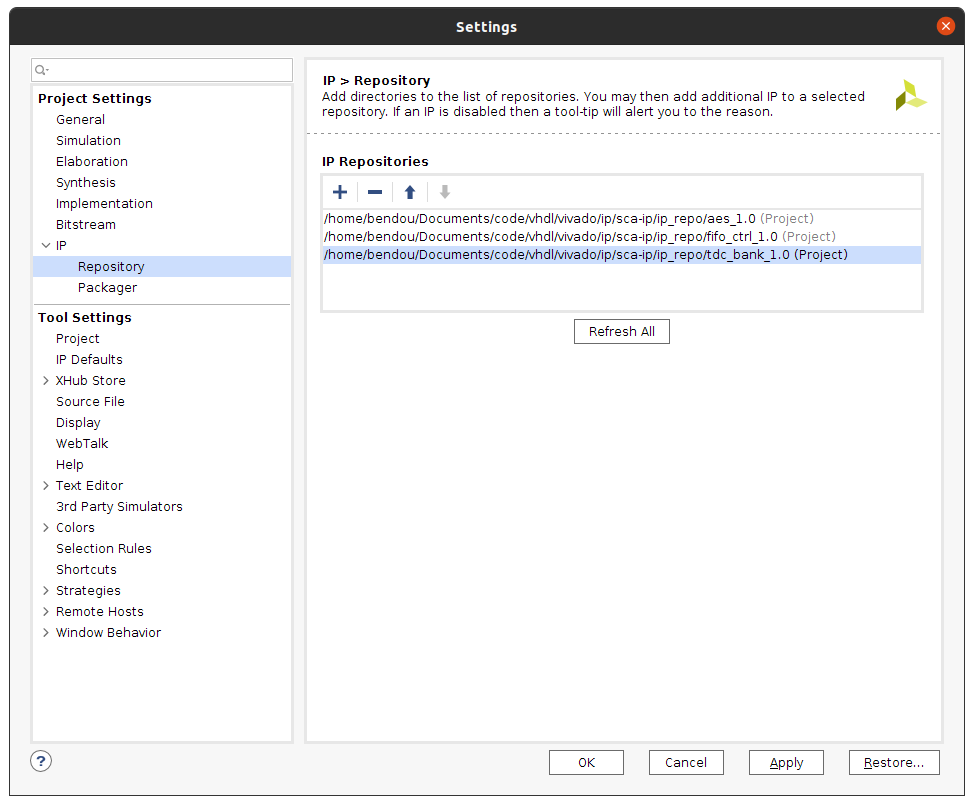 Settings
Project Settings
General
Simulation
Elaboration
Synthesis
Implementation
Bitstream
IP
Repository
Packager
Tool Settings
Project
IP Defaults
XHub Store
Source File
Display
WebTalk
Help
Text Editor
3rd Party Simulators
Colors
Selection Rules
Shortcuts
Strategies
Remote Hosts
Window Behavior
IP > Repository
Add directories to the list of repositories. You may then add additional IP to a selected
repository. If an IP is disabled then a tool-tip will alert you to the reason.
IP Repositories
/home/bendou/Documents/code/vhdl/vivado/ip/sca-ip/ip_repo/aes_1.0 (Project)
/home/bendou/Documents/code/vhdl/vivado/ip/sca-ip/ip_repo/fifo_ctrl_1.0 (Project)
/home/bendou/Documents/code/vhdl/vivado/ip/sca-ip/ip_repo/tdc_bank_1.0 (Project)
Refresh All
?
OK
Cancel
Apply
Restore...